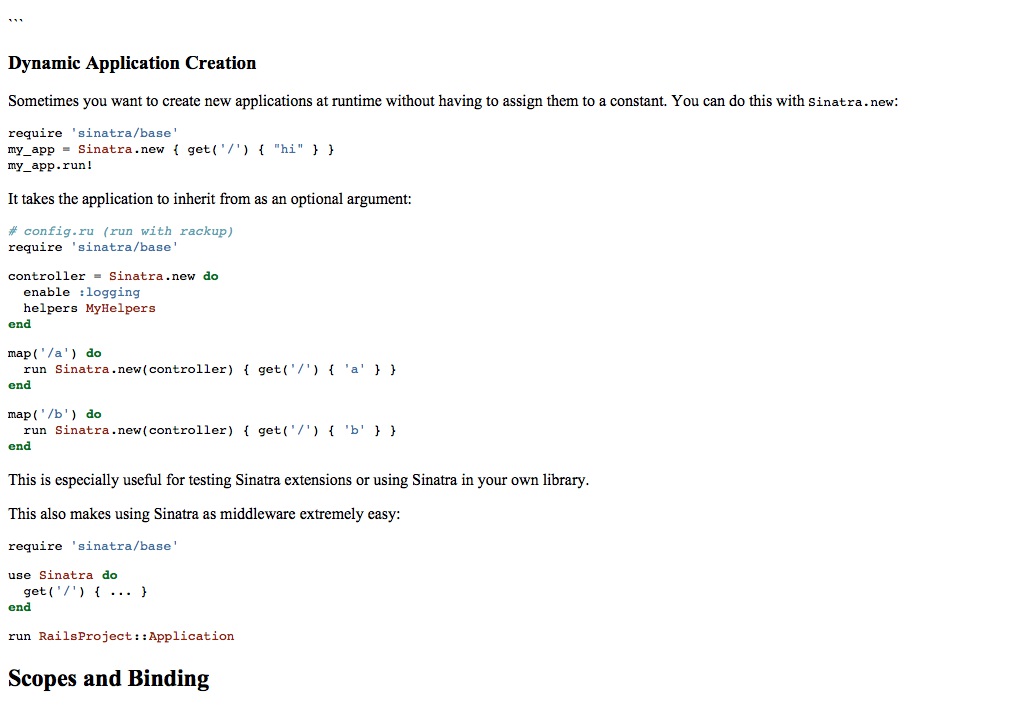 ```
Dynamic Application Creation
Sometimes you want to create new applications at runtime without having to assign them to a constant. You can do this with Sinatra.new:
require 'sinatra/base'
my_app = Sinatra.new { get('/') { "hi" } }
my_app.run!
It takes the application to inherit from as an optional argument:
# config.ru (run with rackup)
require 'sinatra/base'
controller = Sinatra.new do
  enable :logging
  helpers MyHelpers
end
map('/a') do
  run Sinatra.new(controller) { get('/') { 'a' } }
end
map('/b') do
  run Sinatra.new(controller) { get('/') { 'b' } }
end
This is especially useful for testing Sinatra extensions or using Sinatra in your own library.
This also makes using Sinatra as middleware extremely easy:
require 'sinatra/base'
use Sinatra do
  get('/') { ... }
end
run RailsProject::Application
Scopes and Binding